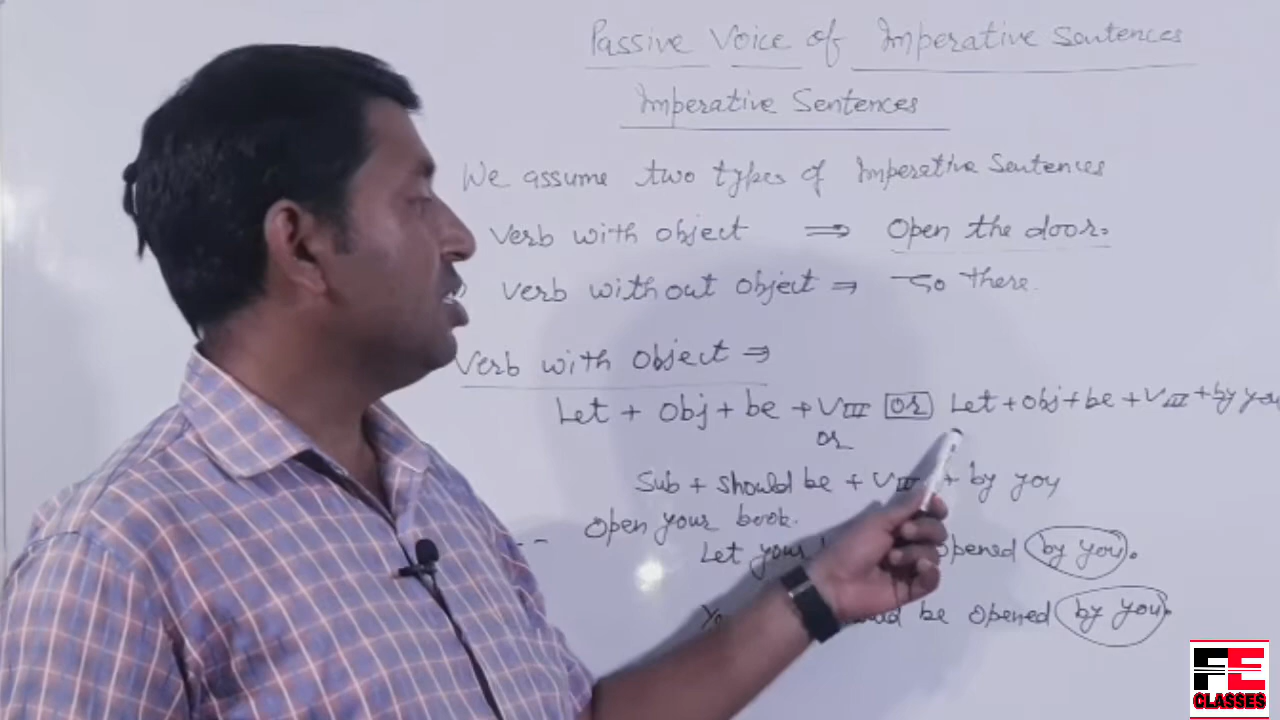 Passive Voice of Imperative Sentences
Imperative Sentences
We assume two types of Imperative Sentences
Verb with object ⇒ Open the door.
Verb without object ⇒ Go there.
Verb with object ⇒
Let + obj + be + VIII or Let + obj + be + VIII + by you
or
Sub + should be + VIII + by you
Open your book.
Let your opened by you.
be opened by you.
FE
CLASSES